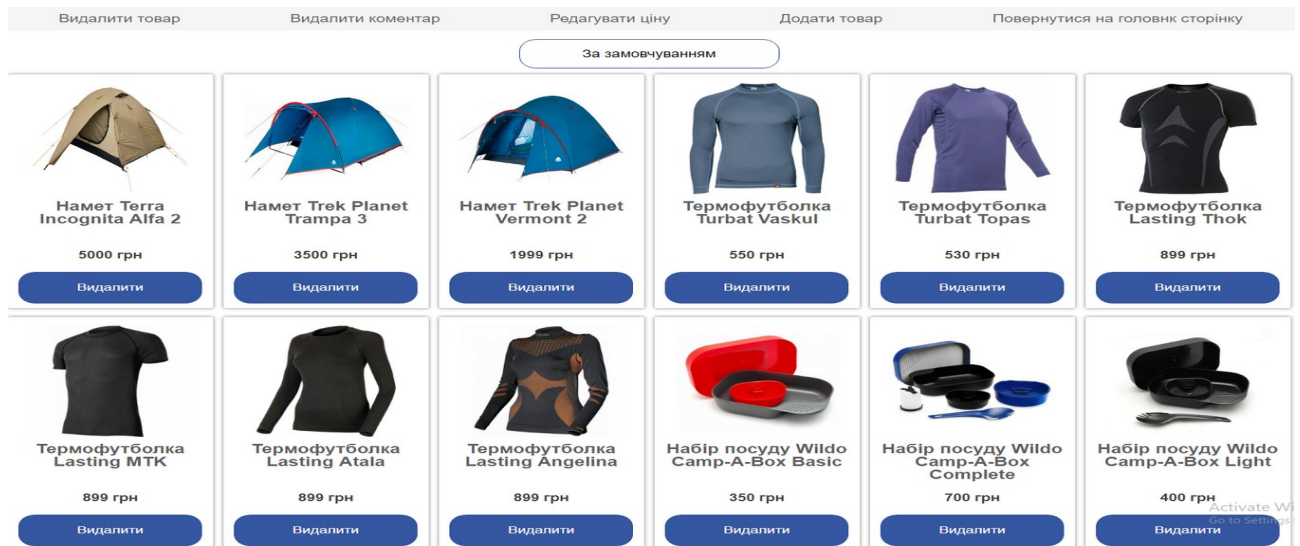 Видалити товар Видалити коментар Редагувати ціну Додати товар Повернутися на головнк сторінку
За замовчуванням
Намет Terra
Incognita Alfa 2
5000 грн
Видалити
Намет Trek Planet
Trampa 3
3500 грн
Видалити
Намет Trek Planet
Vermont 2
1999 грн
Видалити
Термофутболка
Turbat Vaskul
550 грн
Видалити
Термофутболка
Turbat Topas
530 грн
Видалити
Термофутболка
Lasting Thok
899 грн
Видалити
Термофутболка
Lasting MTK
899 грн
Видалити
Термофутболка
Lasting Atala
899 грн
Видалити
Термофутболка
Lasting Angelina
899 грн
Видалити
Набір посуду Wildo
Camp-A-Box Basic
350 грн
Видалити
Набір посуду Wildo
Camp-A-Box
Complete
700 грн
Видалити
Набір посуду Wildo
Camp-A-Box Light
400 грн
Видалити
Activate Wi
Go to Settings